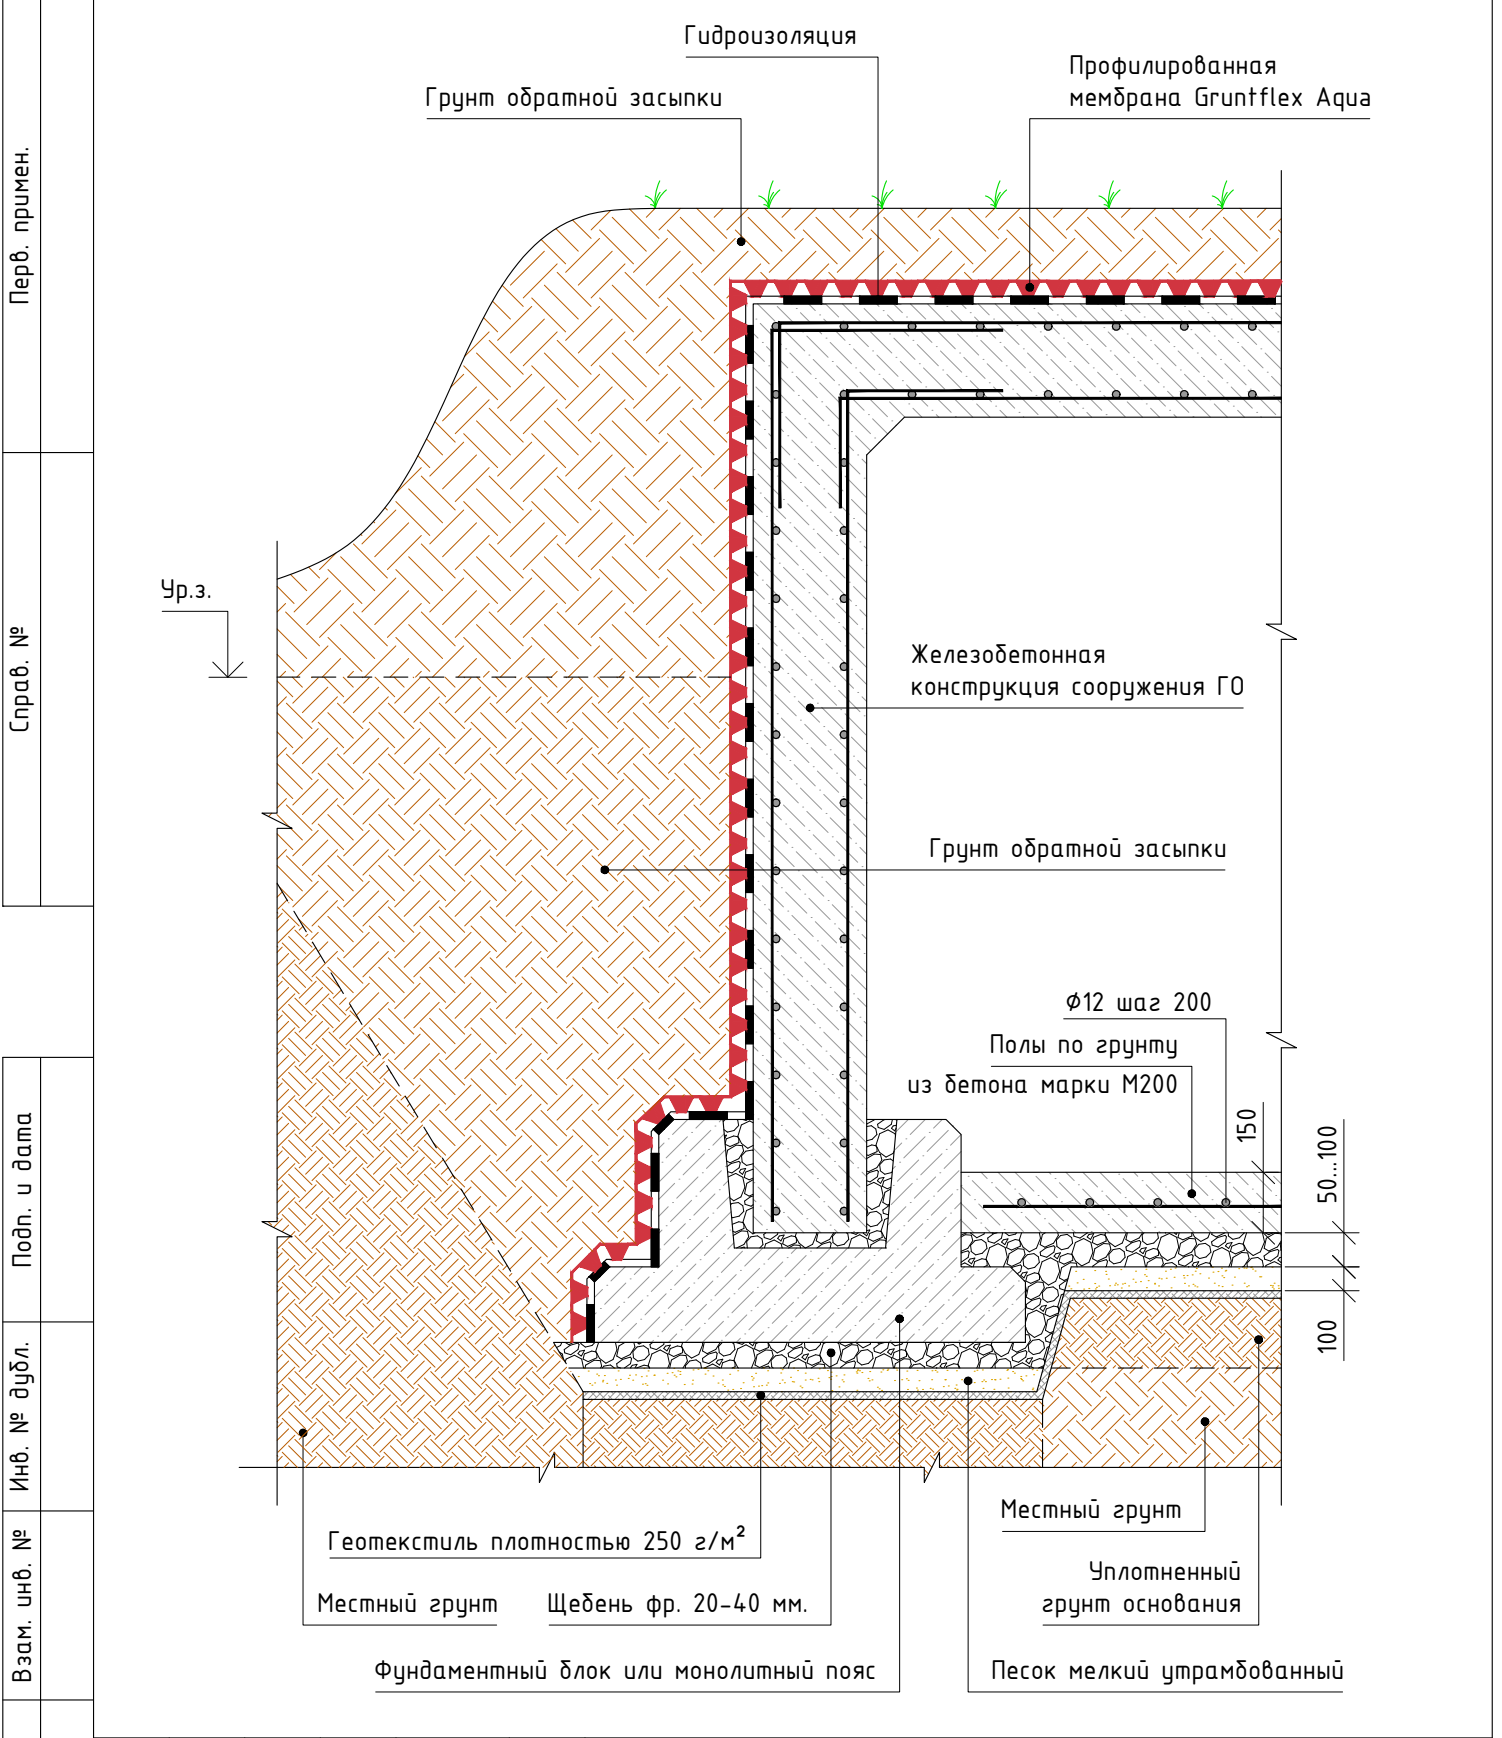 Гидроизоляция
Профилированная
мембрана Gruntflex Aqua
Грунт обратной засыпки
Перв. примен.
Ур.з.
Справ. №
Железобетонная
конструкция сооружения ГО
Грунт обратной засыпки
Ф12 шаг 200
Полы по грунту
из бетона марки М200
150
50...100
100
Подп. и дата
Инв. № дубл.
Взам. инв. №
Местный грунт
Геотекстиль плотностью 250 г/м²
Уплотненный
грунт основания
Местный грунт
Щебень фр. 20-40 мм.
Фундаментный блок или монолитный пояс
Песок мелкий утрамбованный